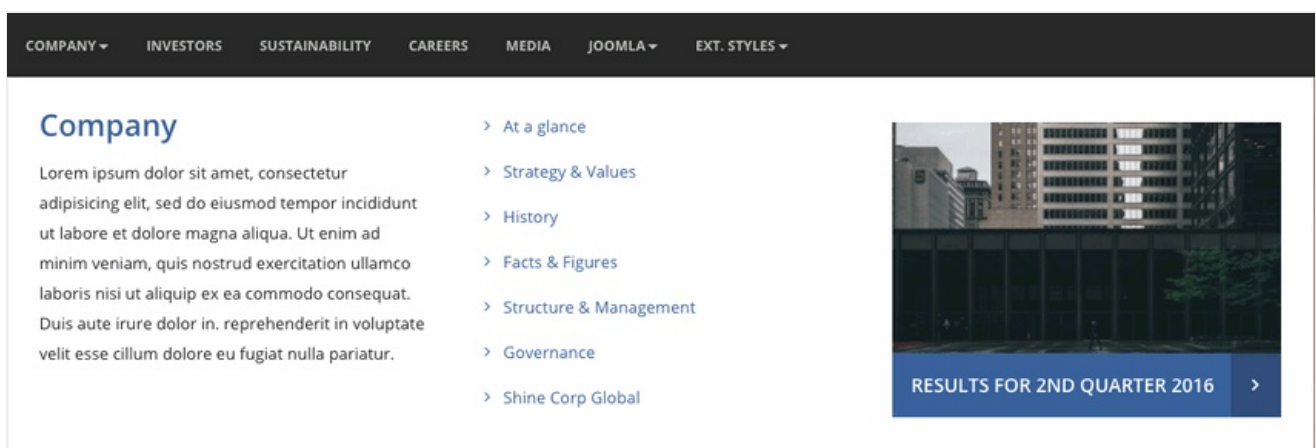 COMPANY
INVESTORS
SUSTAINABILITY
CAREERS
MEDIA
JOOMLA
EXT. STYLES
Company
Lorem ipsum dolor sit amet, consectetur
adipisicing elit, sed do eiusmod tempor incididunt
ut labore et dolore magna aliqua. Ut enim ad
minim veniam, quis nostrud exercitation ullamco
laboris nisi ut aliquip ex ea commodo consequat.
Duis aute irure dolor in. reprehenderit in voluptate
velit esse cillum dolore eu fugiat nulla pariatur.
At a glance
Strategy & Values
History
Facts & Figures
Structure & Management
Governance
Shine Corp Global
RESULTS FOR 2ND QUARTER 2016